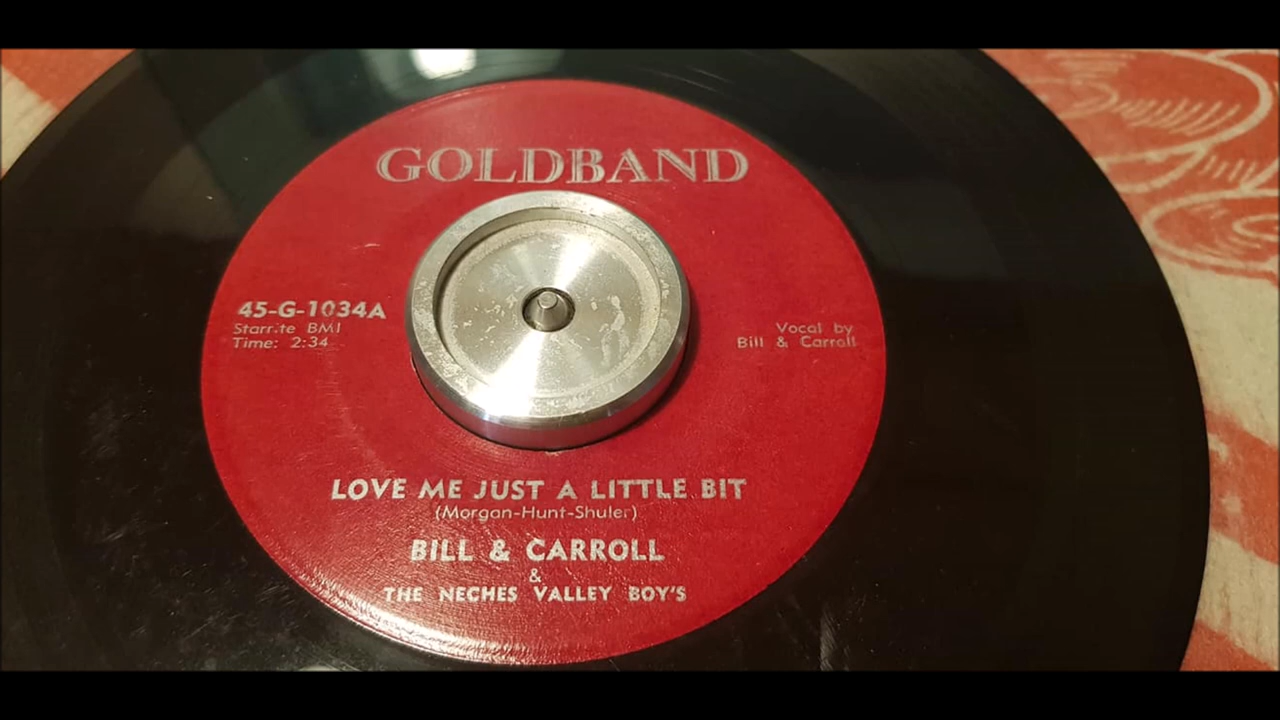 GOLDBAND
45-G-1034A
Starrite BMI
Time: 2:34
Vocal by
Bill & Carroll
LOVE ME JUST A LITTLE BIT
(Morgan-Hunt-Shuler)
BILL & CARROLL
&
THE NECHES VALLEY BOY'S